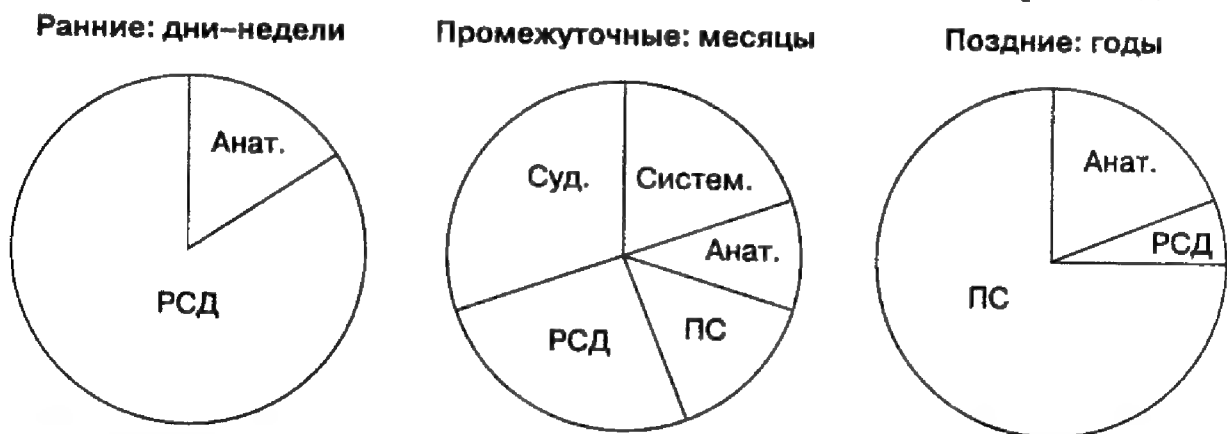 Ранние: дни–недели
Анат.
РСД
Промежуточные: месяцы
Суд.
Систем.
Анат.
РСД
ПС
Поздние: годы
Анат.
РСД
ПС